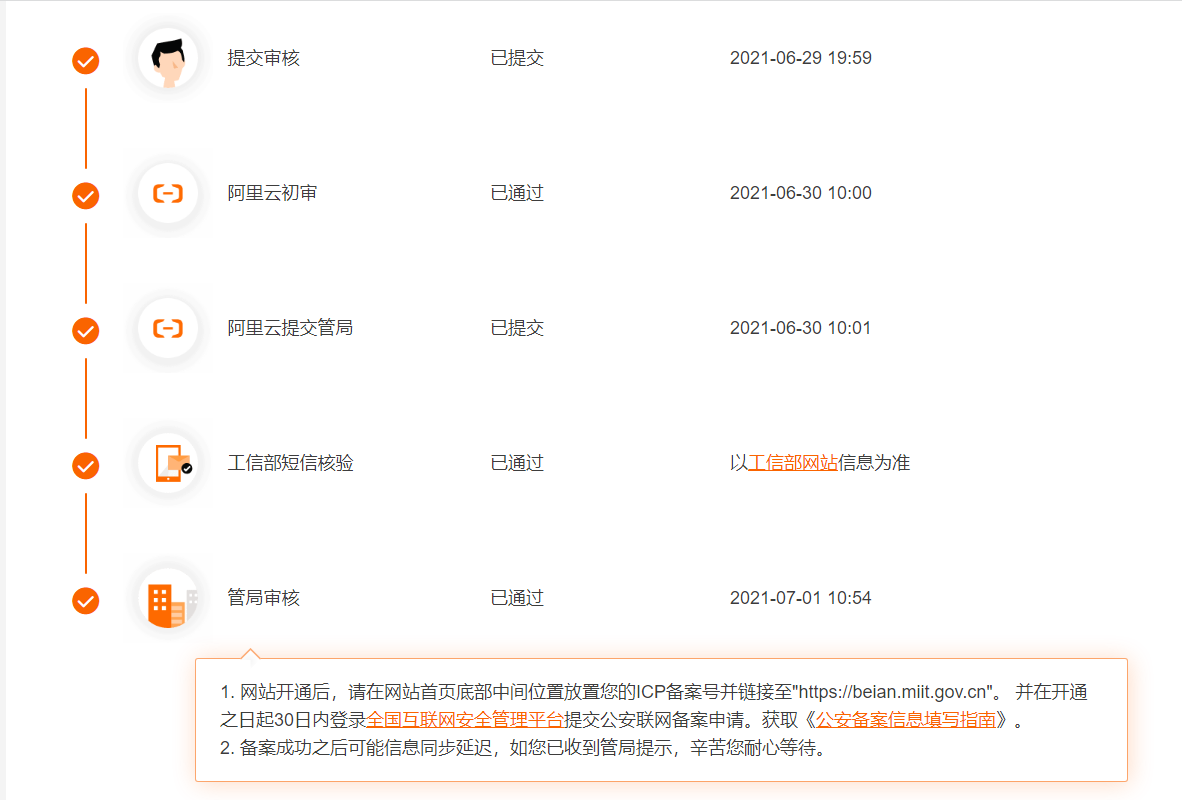 提交审核 已提交 2021-06-29 19:59
阿里云初审 已通过 2021-06-30 10:00
阿里云提交管局 已提交 2021-06-30 10:01
工信部短信核验 已通过 以工信部网站信息为准
管局审核 已通过 2021-07-01 10:54
1. 网站开通后，请在网站首页底部中间位置放置您的ICP备案号并链接至"https://beian.miit.gov.cn"。 并在开通
之日起30日内登录全国互联网安全管理平台提交公安联网备案申请。获取《公安备案信息填写指南》。
2. 备案成功之后可能信息同步延迟，如您已收到管局提示，辛苦您耐心等待。